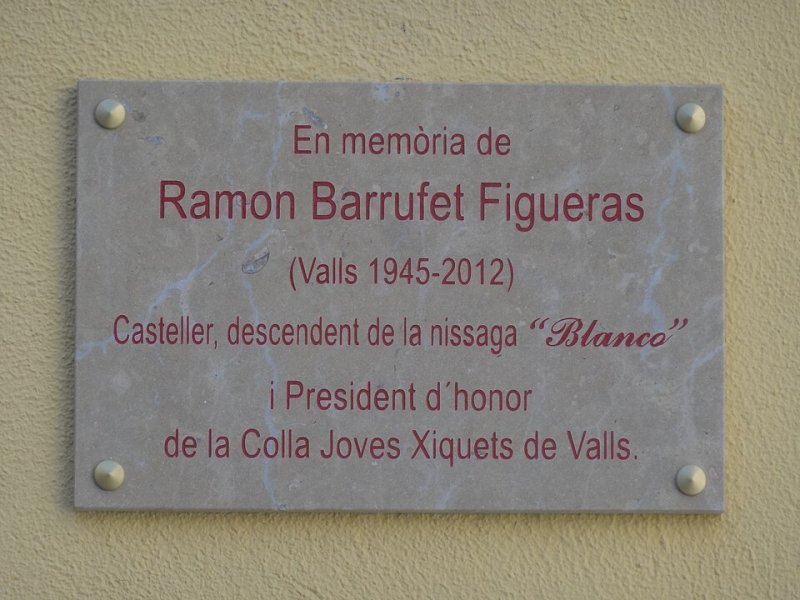 En memòria de
Ramon Barrufet Figueras
(Valls 1945-2012)
Casteller, descendent de la nissaga “Blanco”
i President d´honor
de la Colla Joves Xiquets de Valls.